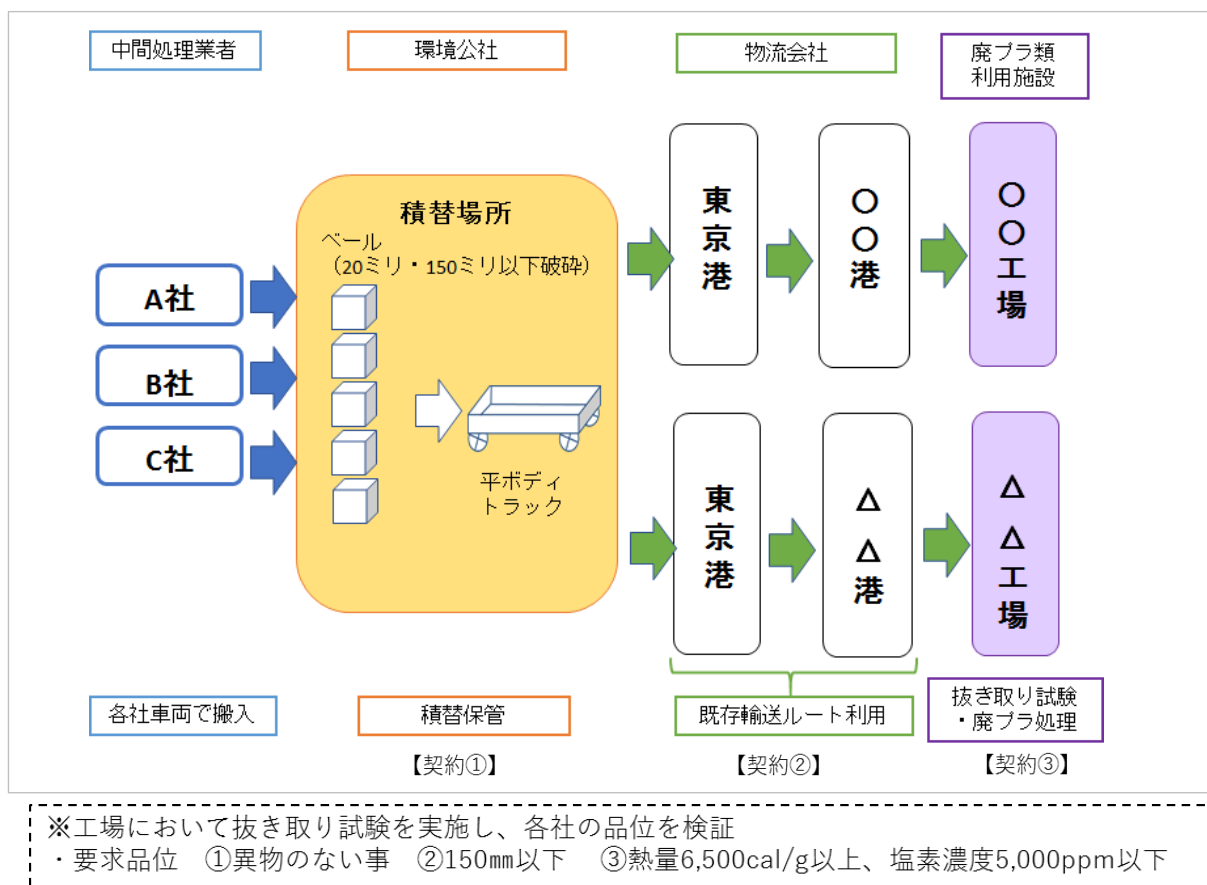 中間処理業者
環境公社
物流会社
廃プラ類
利用施設
積替場所
ベール
（20ミリ・150ミリ以下破砕）
A社
B社
C社
平ボディ
トラック
東京港
〇〇港
〇〇工場
東京港
△△港
△△工場
各社車両で搬入
積替保管
既存輸送ルート利用
抜き取り試験
・廃プラ処理
【契約①】
【契約②】
【契約③】
※工場において抜き取り試験を実施し、各社の品位を検証
・要求品位　①異物のない事　②150㎜以下　③熱量6,500cal/g以上、塩素濃度5,000ppm以下